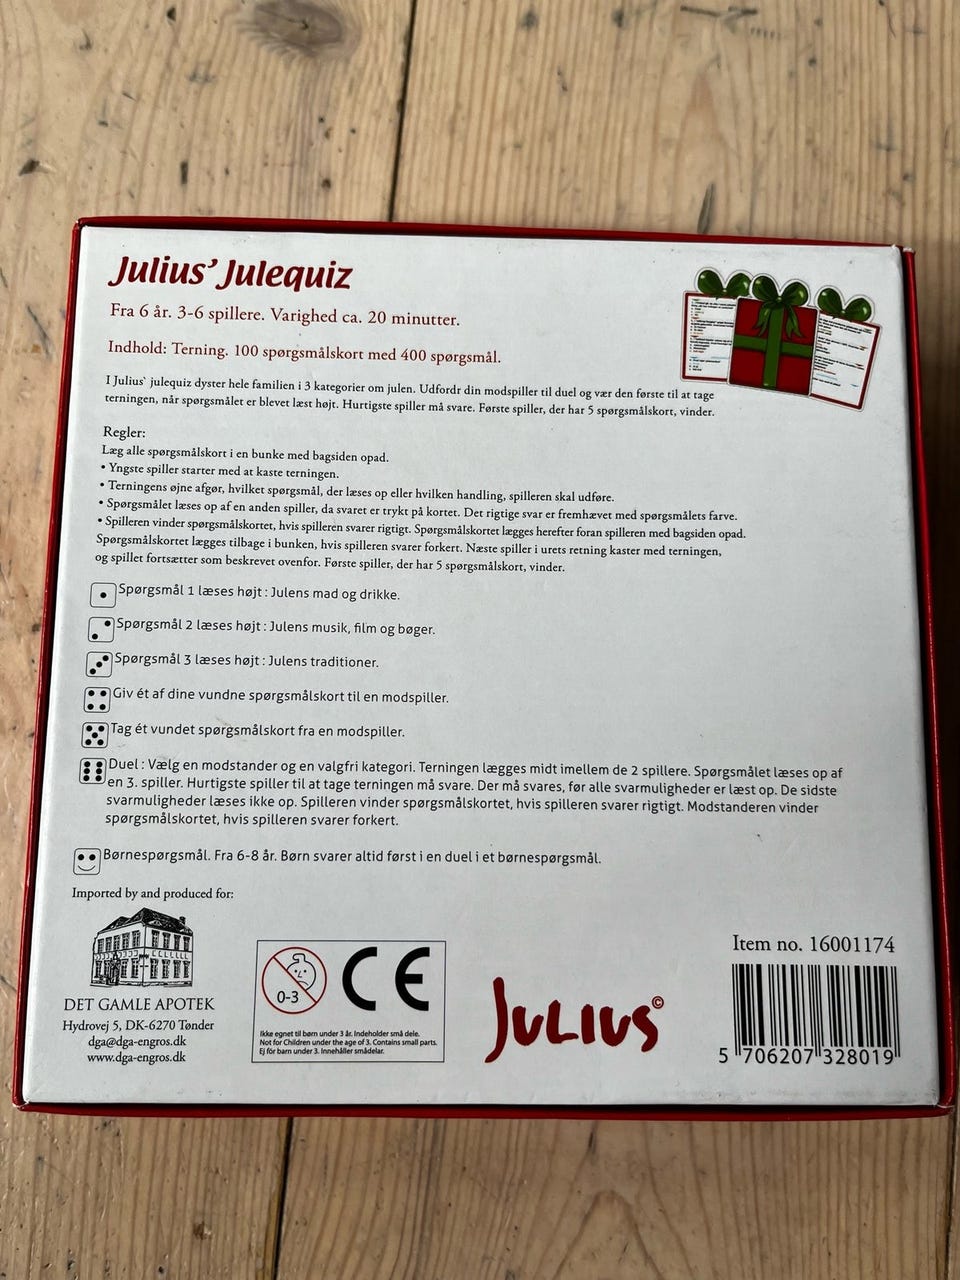 Julius’ Julequiz
Fra 6 år. 3-6 spillere. Varighed ca. 20 minutter.
Indhold: Terning. 100 spørgsmålskort med 400 spørgsmål.
I Julius` julequiz dyster hele familien i 3 kategorier om julen. Udfordr din modspiller til duel og vær den første til at tage
terningen, når spørgsmålet er blevet læst højt. Hurtigste spiller må svare. Første spiller, der har 5 spørgsmålskort, vinder.
Regler:
Læg alle spørgsmålskort i en bunke med bagsiden opad.
• Yngste spiller starter med at kaste terningen.
• Terningens øjne afgør, hvilket spørgsmål, der læses op eller hvilken handling, spilleren skal udføre.
• Spørgsmålet læses op af en anden spiller, da svaret er trykt på kortet. Det rigtige svar er fremhævet med spørgsmålets farve.
• Spilleren vinder spørgsmålskortet, hvis spilleren svarer rigtigt. Spørgsmålskortet lægges herefter foran spilleren med bagsiden opad.
Spørgsmålskortet lægges tilbage i bunken, hvis spilleren svarer forkert. Næste spiller i urets retning kaster med terningen,
og spillet fortsætter som beskrevet ovenfor. Første spiller, der har 5 spørgsmålskort, vinder.
Spørgsmål 1 læses højt : Julens mad og drikke.
Spørgsmål 2 læses højt : Julens musik, film og bøger.
Spørgsmål 3 læses højt : Julens traditioner.
Giv ét af dine vundne spørgsmålskort til en modspiller.
Tag ét vundet spørgsmålskort fra en modspiller.
Duel : Vælg en modstander og en valgfri kategori. Terningen lægges midt imellem de 2 spillere. Spørgsmålet læses op af
en 3. spiller. Hurtigste spiller til at tage terningen må svare. Der må svares, før alle svarmuligheder er læst op. De sidste
svarmuligheder læses ikke op. Spilleren vinder spørgsmålskortet, hvis spilleren svarer rigtigt. Modstanderen vinder
spørgsmålskortet, hvis spilleren svarer forkert.
Børnespørgsmål. Fra 6-8 år. Børn svarer altid først i en duel i et børnespørgsmål.
Imported by and produced for:
DET GAMLE APOTEK
Hydrovej 5, DK-6270 Tønder
dga@dga-engros.dk
www.dga-engros.dk
0-3
CE
Ikke egnet til børn under 3 år. Indeholder små dele.
Not for Children under the age of 3. Contains small parts.
Ej för barn under 3. Innehåller smådelar.
JULIUS©
Item no. 16001174
5 706207 328019